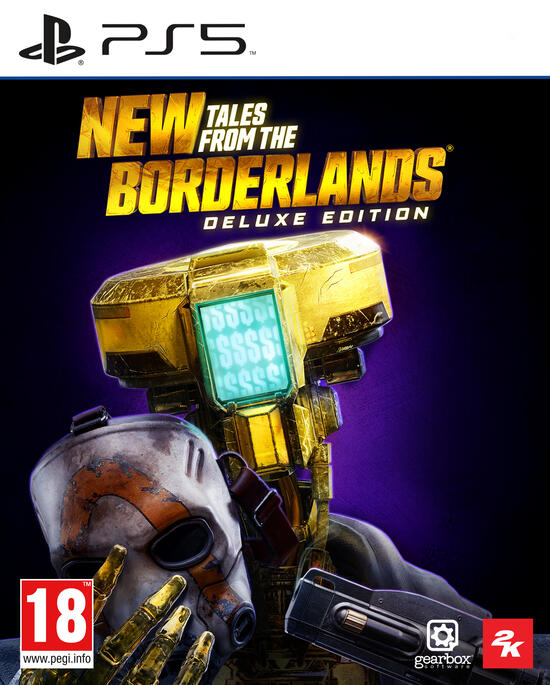 PS5
NEW TALES
FROM THE
BORDERLANDS®
DELUXE EDITION
$$$$
$$$$
$$$$
18
www.pegi.info
gearbox
software
2K